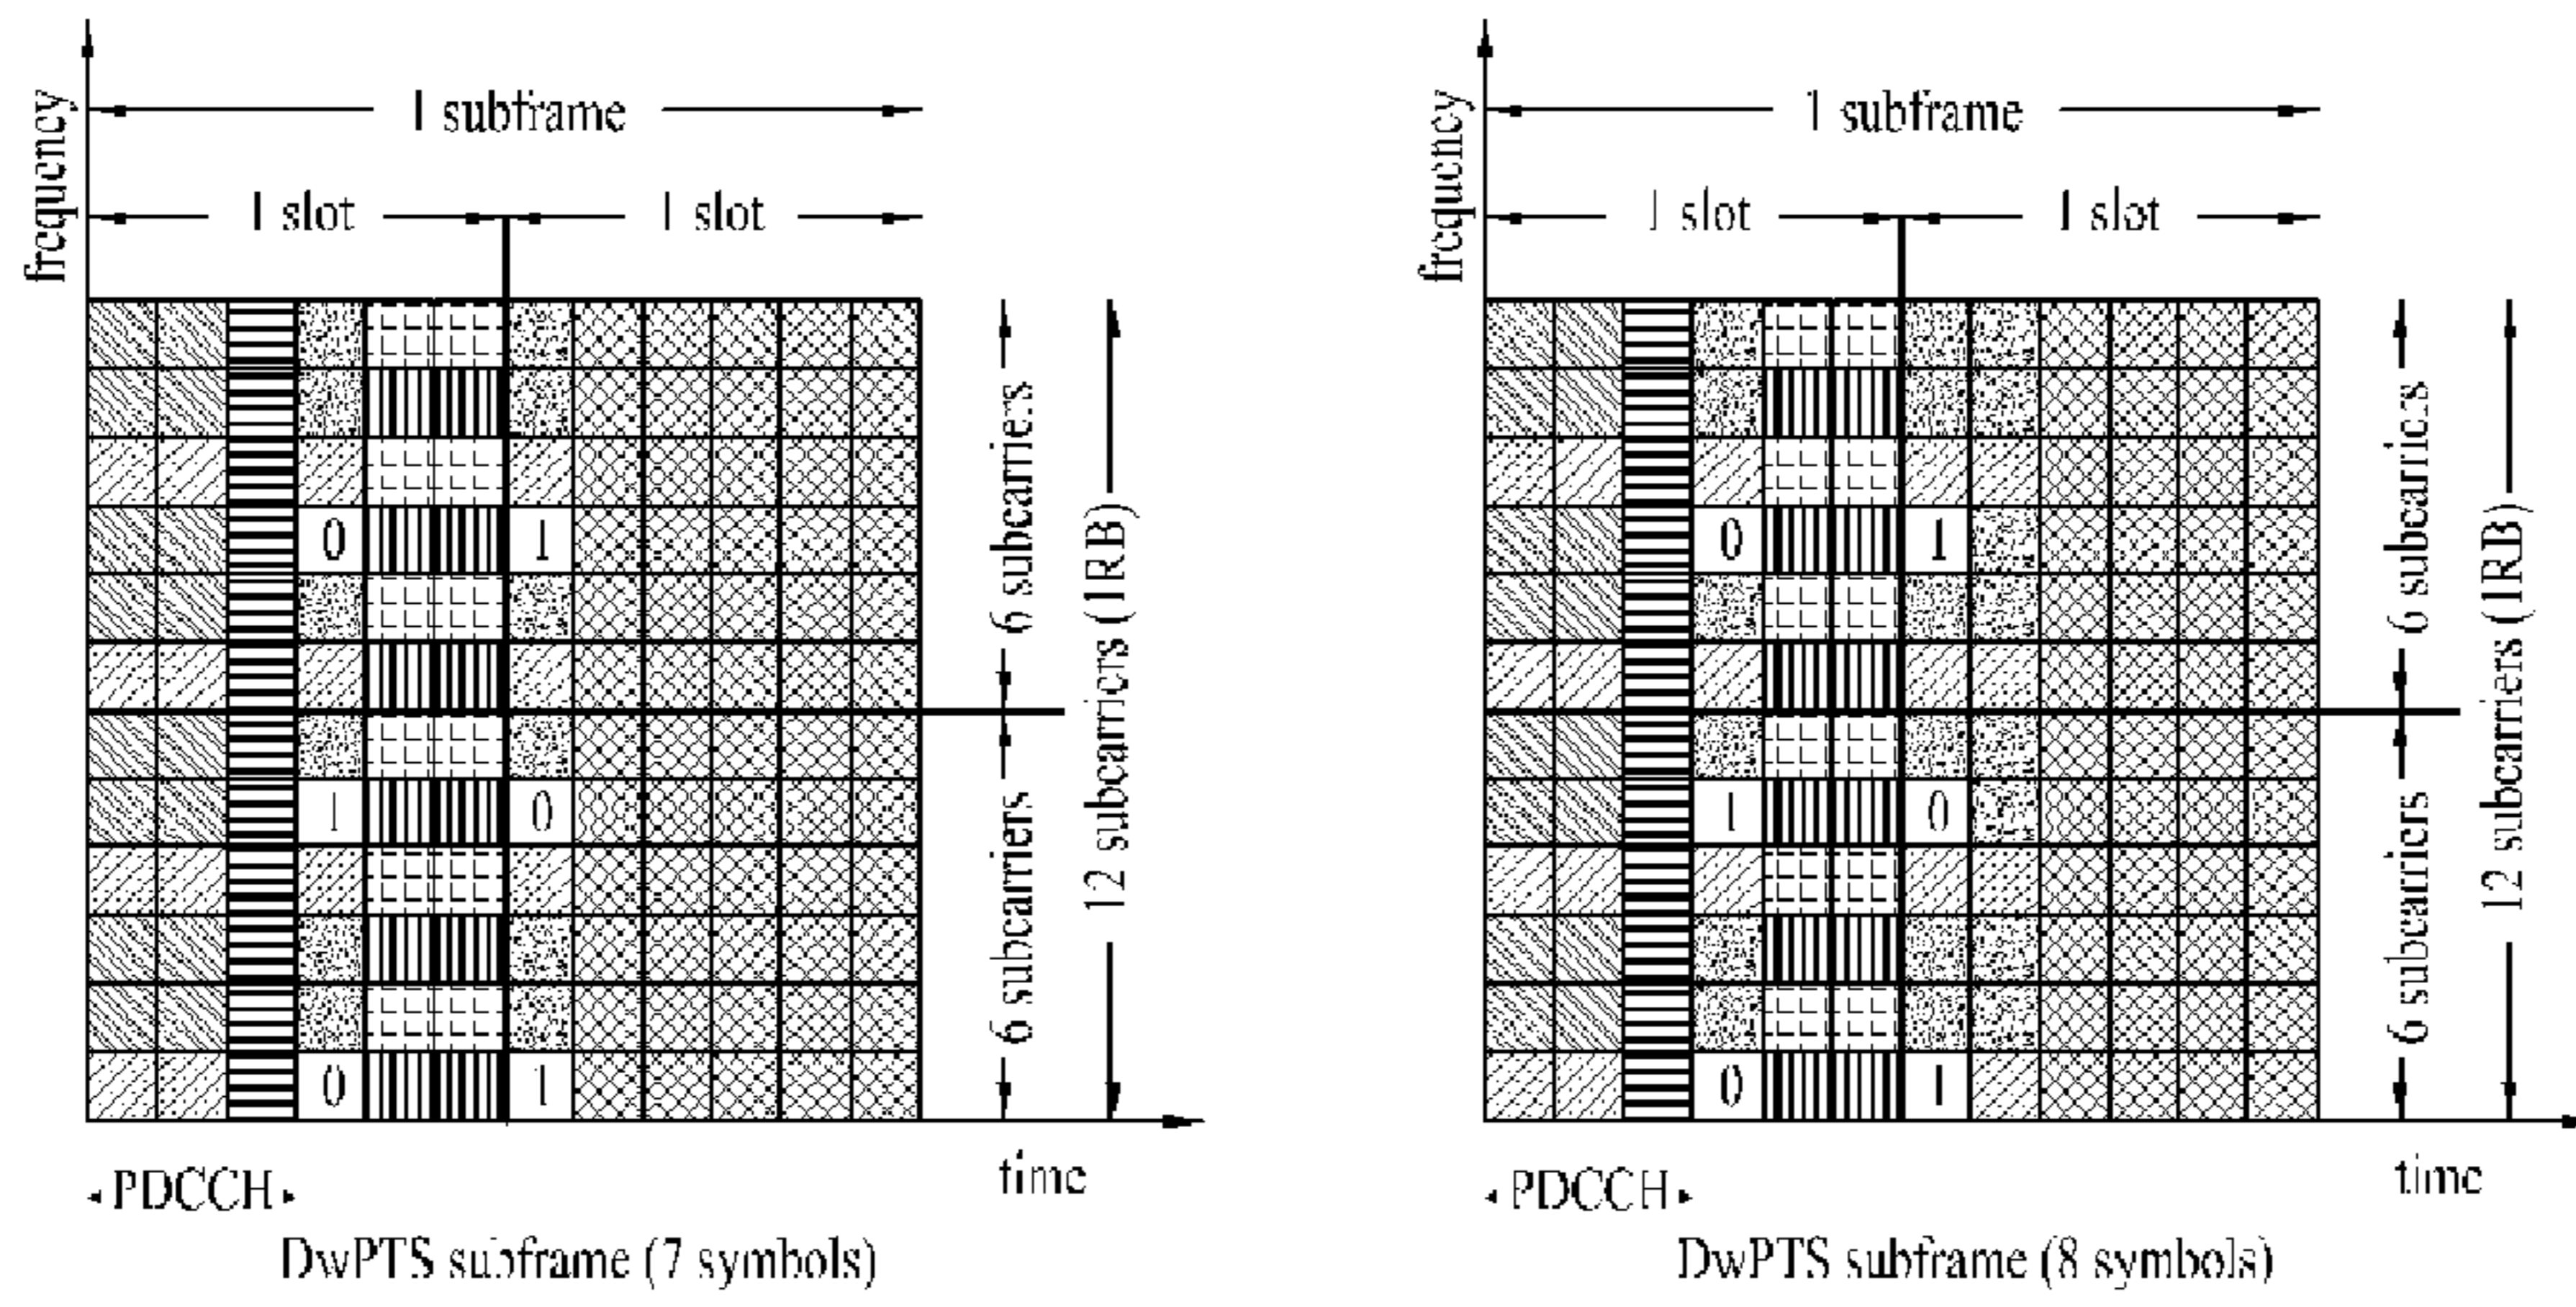 frequency
1 subframe
1 slot
1 slot
0
1
1
0
0
1
6 subcarriers
6 subcarriers
12 subcarriers (1RB)
time
PDCCH
DwPTS subframe (7 symbols)
frequency
1 subframe
1 slot
1 slot
0
1
1
0
0
1
6 subcarriers
6 subcarriers
12 subcarriers (1RB)
time
PDCCH
DwPTS subframe (8 symbols)